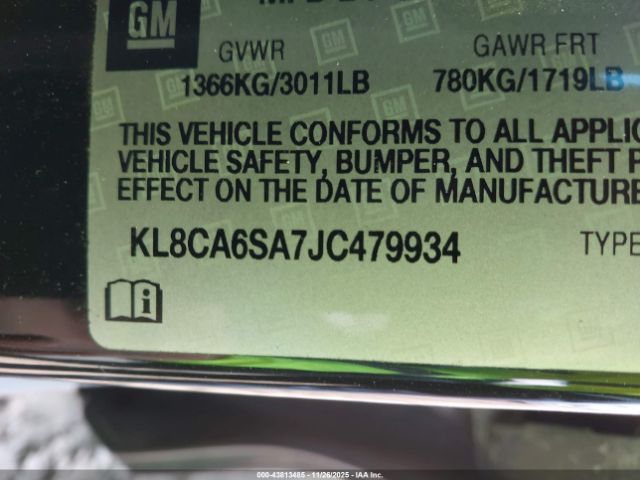 GM
GVWR
GAWR FRT
1366KG/3011LB
780KG/1719LB
THIS VEHICLE CONFORMS TO ALL
VEHICLE SAFETY, BUMPER, AND THEFT
EFFECT ON THE DATE OF MANUFACTURE
KL8CA6SA7JC479934
TYPE
i
000-43813485 - 11/26/2025 - IAA Inc.